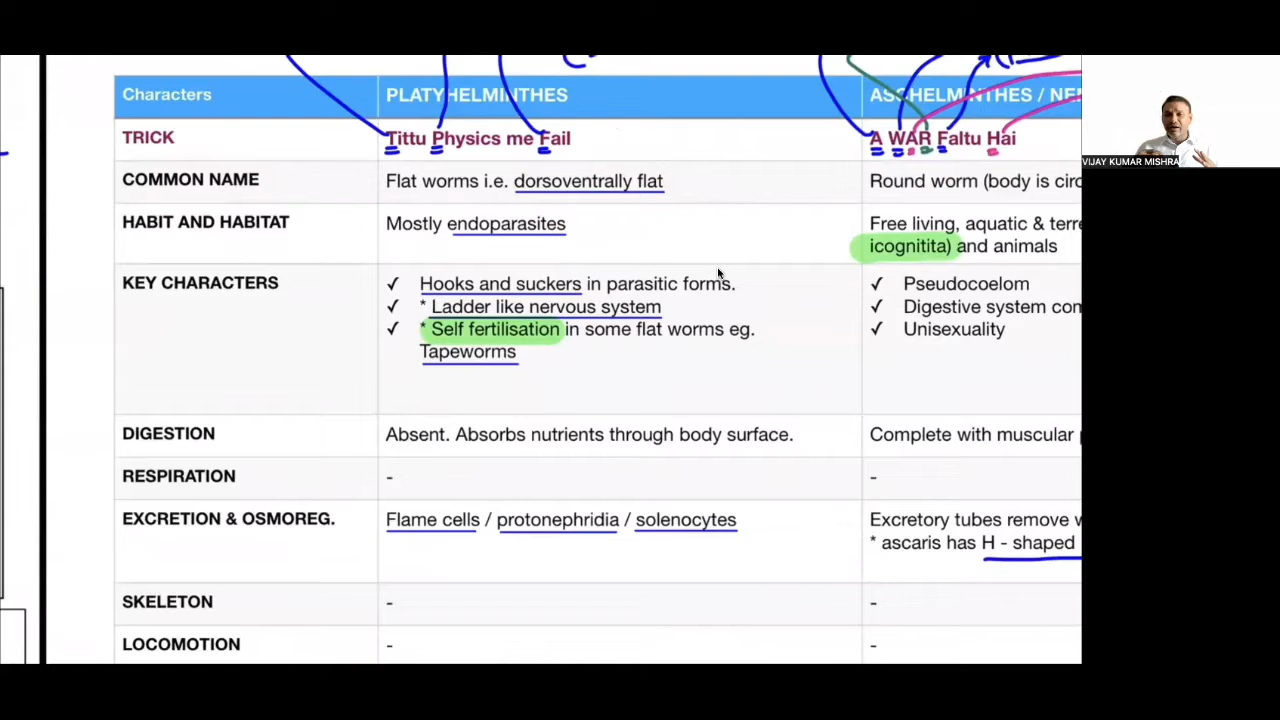 Characters PLATYHELMINTHES ASCHELMINTHES / NE
TRICK Tittu Physics me Fail A WAR Faltu Hai
COMMON NAME Flat worms i.e. dorsoventrally flat Round worm (body is circ
HABIT AND HABITAT Mostly endoparasites Free living, aquatic & terre
icognitita) and animals
KEY CHARACTERS ✓ Hooks and suckers in parasitic forms. ✓ Pseudocoelom
✓ * Ladder like nervous system ✓ Digestive system com
✓ * Self fertilisation in some flat worms eg. ✓ Unisexuality
Tapeworms
DIGESTION Absent. Absorbs nutrients through body surface. Complete with muscular
RESPIRATION - -
EXCRETION & OSMOREG. Flame cells / protonephridia / solenocytes Excretory tubes remove w
* ascaris has H - shaped
SKELETON - -
LOCOMOTION - -
VIJAY KUMAR MISHRA